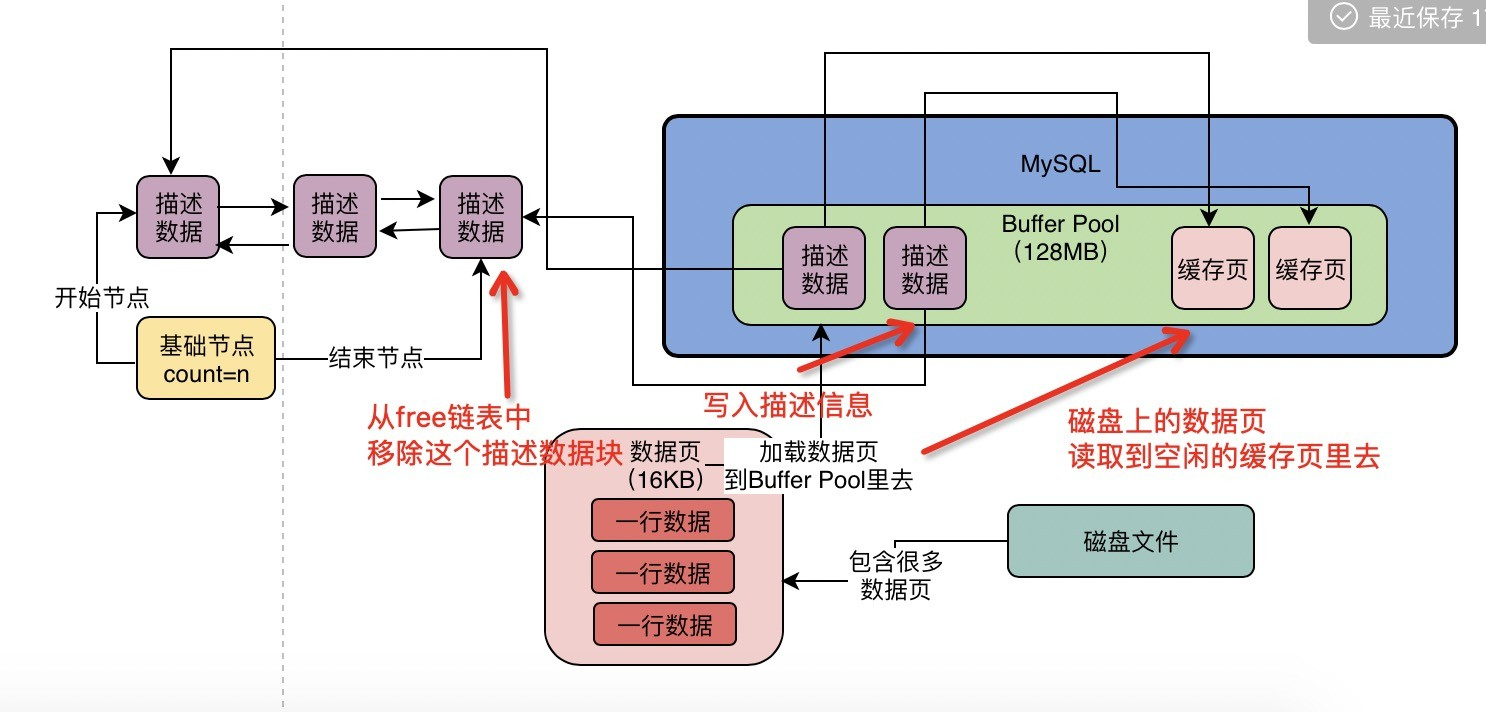 最近保存 1
MySQL
Buffer Pool
（128MB）
描述
数据
描述
数据
描述
数据
描述
数据
描述
数据
缓存页
缓存页
开始节点
基础节点
count=n
结束节点
从free链表中
移除这个描述数据块
写入描述信息
磁盘上的数据页
读取到空闲的缓存页里去
数据页
（16KB）
加载数据页
到Buffer Pool里去
一行数据
一行数据
一行数据
包含很多
数据页
磁盘文件